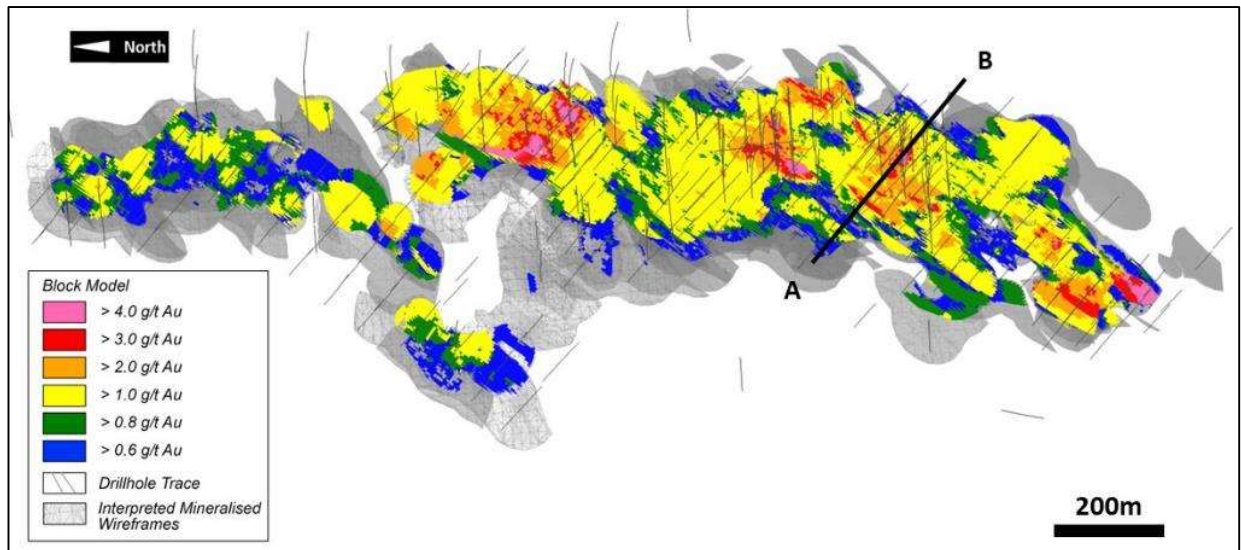 North
B
A
Block Model
> 4.0 g/t Au
> 3.0 g/t Au
> 2.0 g/t Au
> 1.0 g/t Au
> 0.8 g/t Au
> 0.6 g/t Au
Drillhole Trace
Interpreted Mineralised
Wireframes
200m